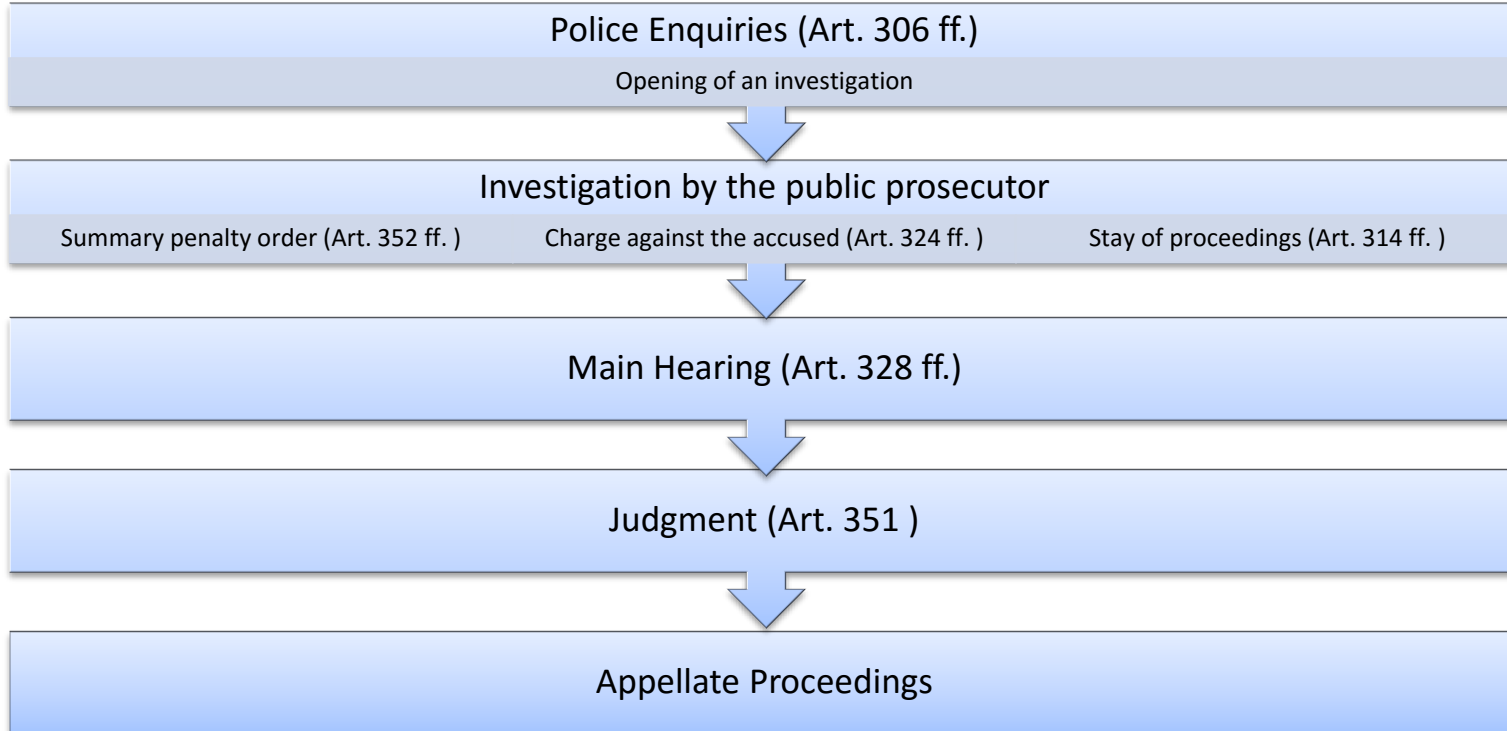 Police Enquiries (Art. 306 ff.)
Opening of an investigation
Investigation by the public prosecutor
Summary penalty order (Art. 352 ff. )
Charge against the accused (Art. 324 ff. )
Stay of proceedings (Art. 314 ff. )
Main Hearing (Art. 328 ff.)
Judgment (Art. 351 )
Appellate Proceedings